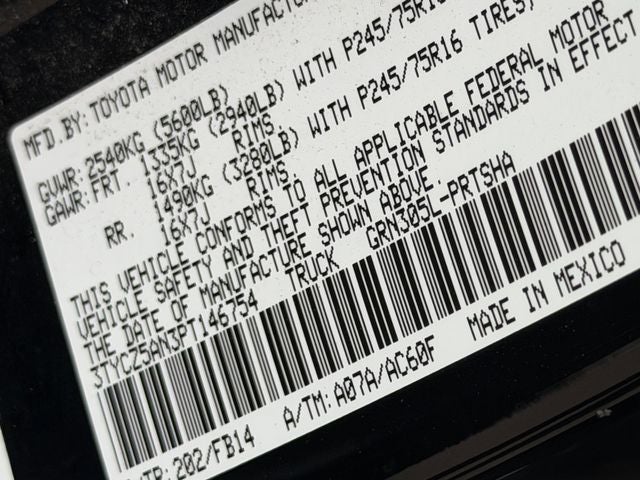 MFD.BY: TOYOTA MOTOR MANUFACTUR
GVWR: 2540KG (5600LB)
GAWR: FRT. 1335KG (2940LB) WITH P245/75R16
16X7J RIMS,
RR. 1490KG (3280LB) WITH P245/75R16 TIRES,
16X7J RIMS,
THIS VEHICLE CONFORMS TO ALL APPLICABLE FEDERAL MOTOR
VEHICLE SAFETY AND THEFT PREVENTION STANDARDS IN EFFECT
THE DATE OF MANUFACTURE SHOWN ABOVE.
3TYCZ5AN3PT146754 TRUCK GRN305L-PRTSHA
/TR: 202/FB14 A/TM: A07A/AC60F MADE IN MEXICO